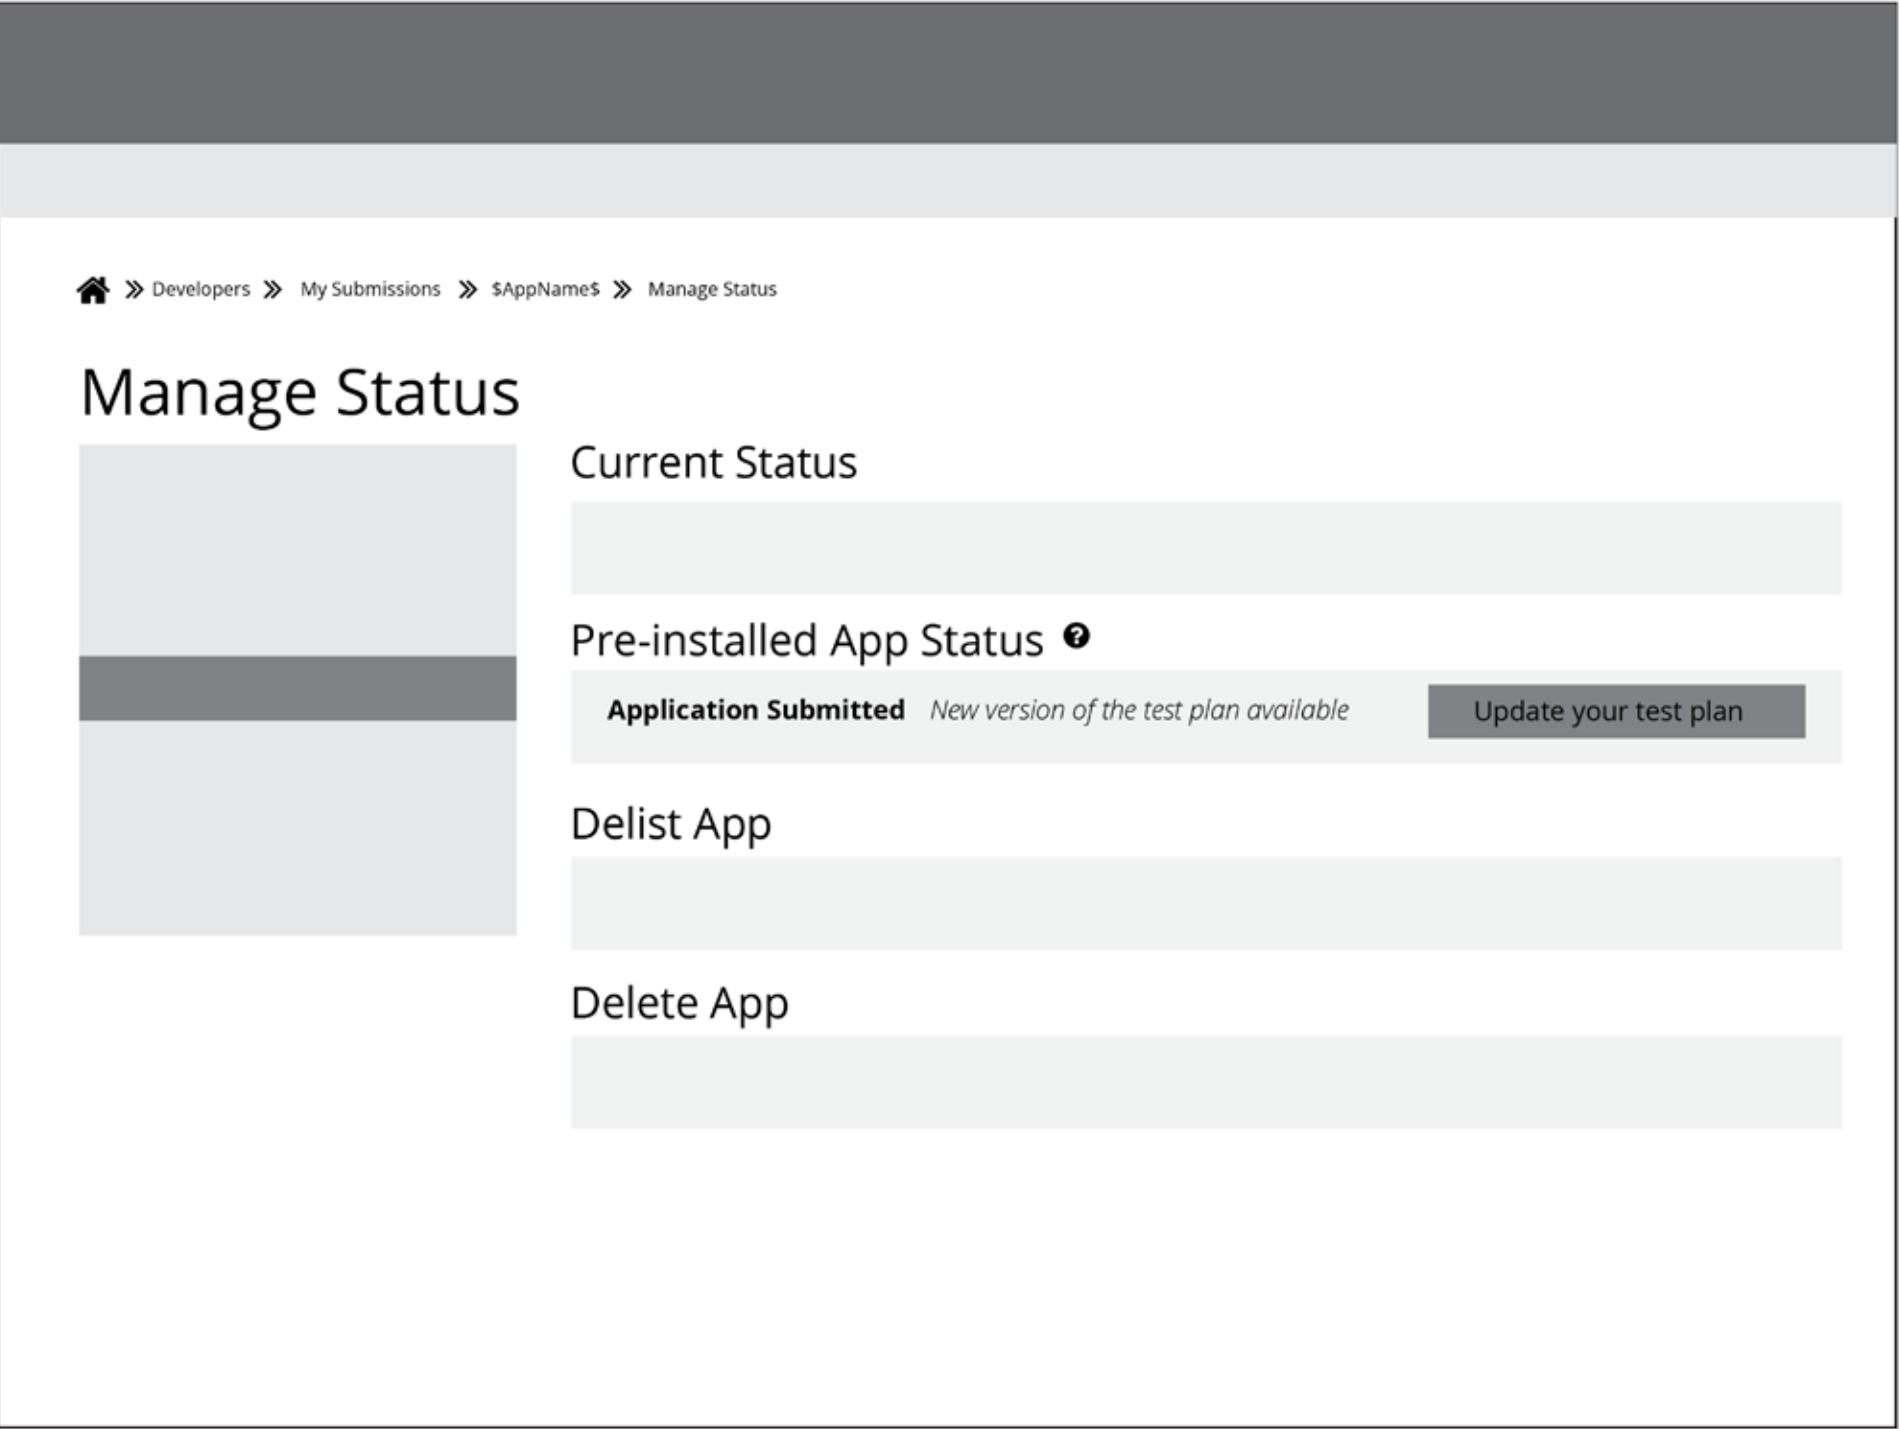 Developers My Submissions $AppName$ Manage Status
Manage Status
Current Status
Pre-installed App Status ?
Application Submitted New version of the test plan available Update your test plan
Delist App
Delete App